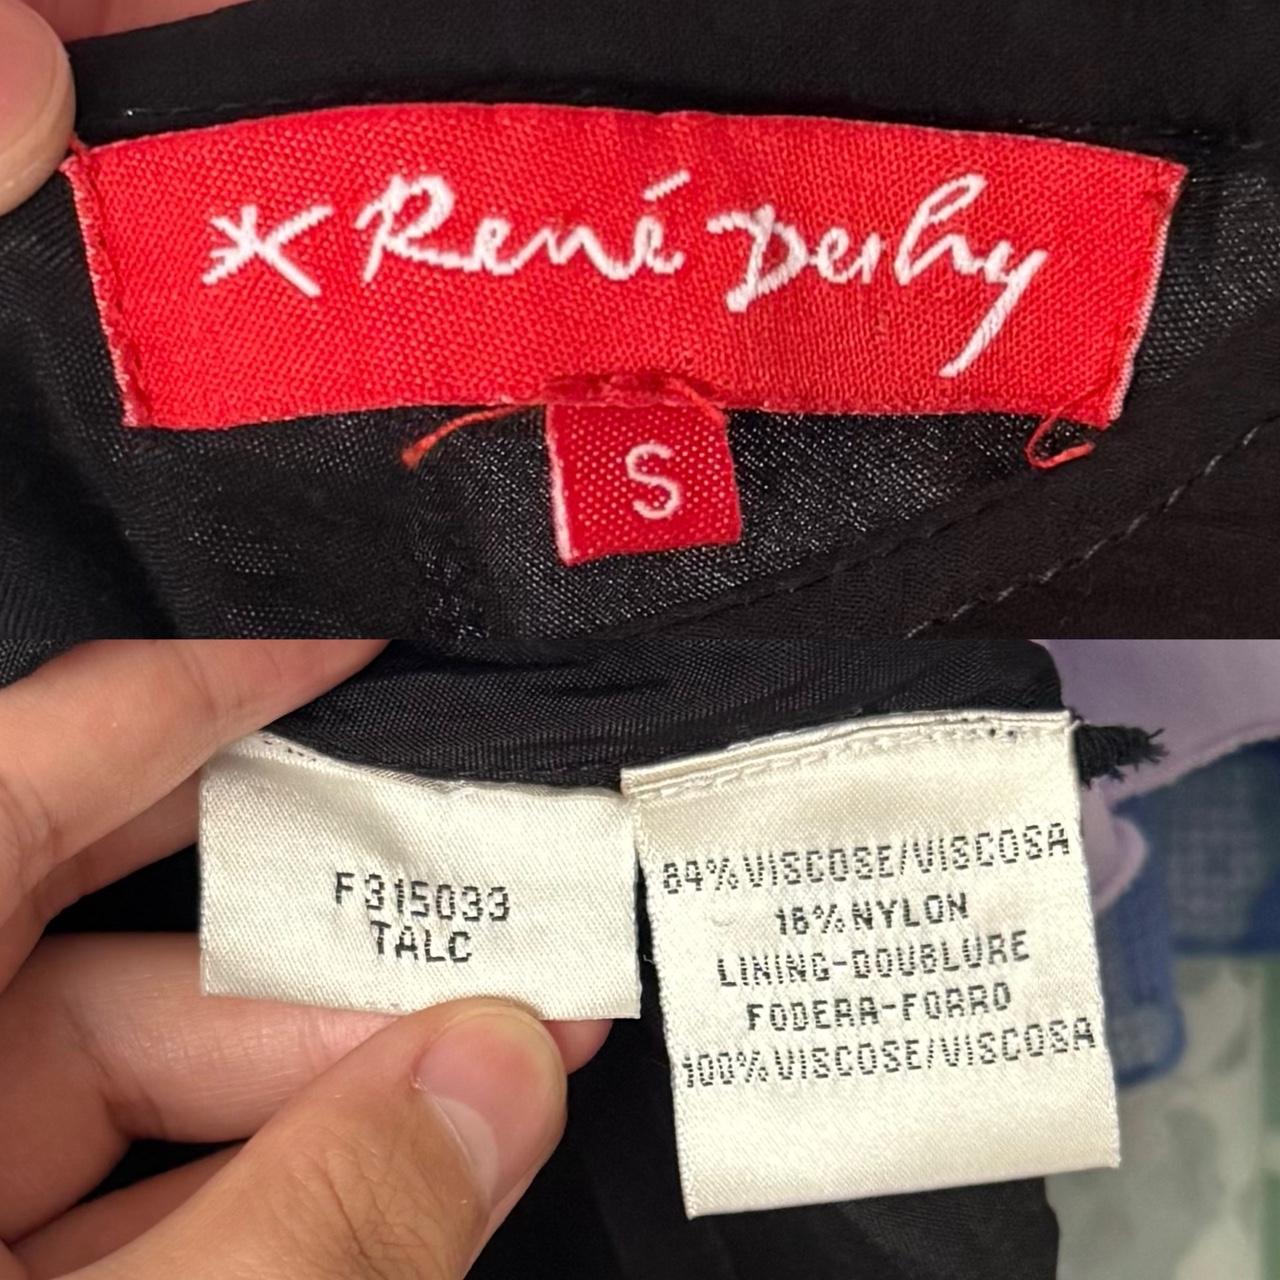 René Derhy
S
F315033
TALC
84% VISCOSE/VISCOSA
16% NYLON
LINING-DOUBLURE
FODERA-FORRO
100% VISCOSE/VISCOSA